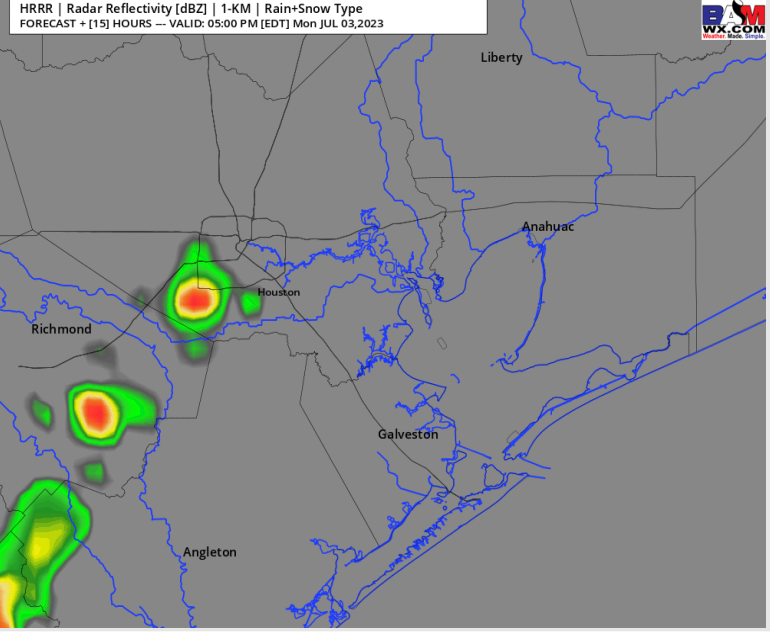 HRRR | Radar Reflectivity [dBZ] | 1-KM | Rain+Snow Type
FORECAST + [15] HOURS --- VALID: 05:00 PM [EDT] Mon JUL 03,2023
BAM
WX.COM
Weather. Made. Simple.
Liberty
Anahuac
Houston
Richmond
Galveston
Angleton